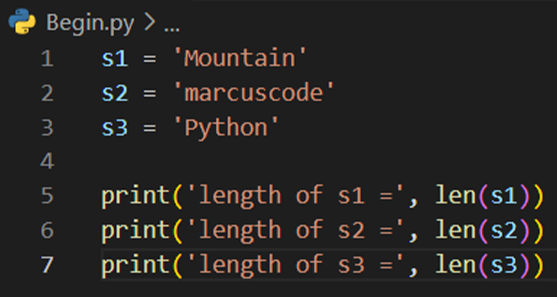 Begin.py > ...
1 s1 = 'Mountain'
2 s2 = 'marcuscode'
3 s3 = 'Python'
4
5 print('length of s1 =', len(s1))
6 print('length of s2 =', len(s2))
7 print('length of s3 =', len(s3))